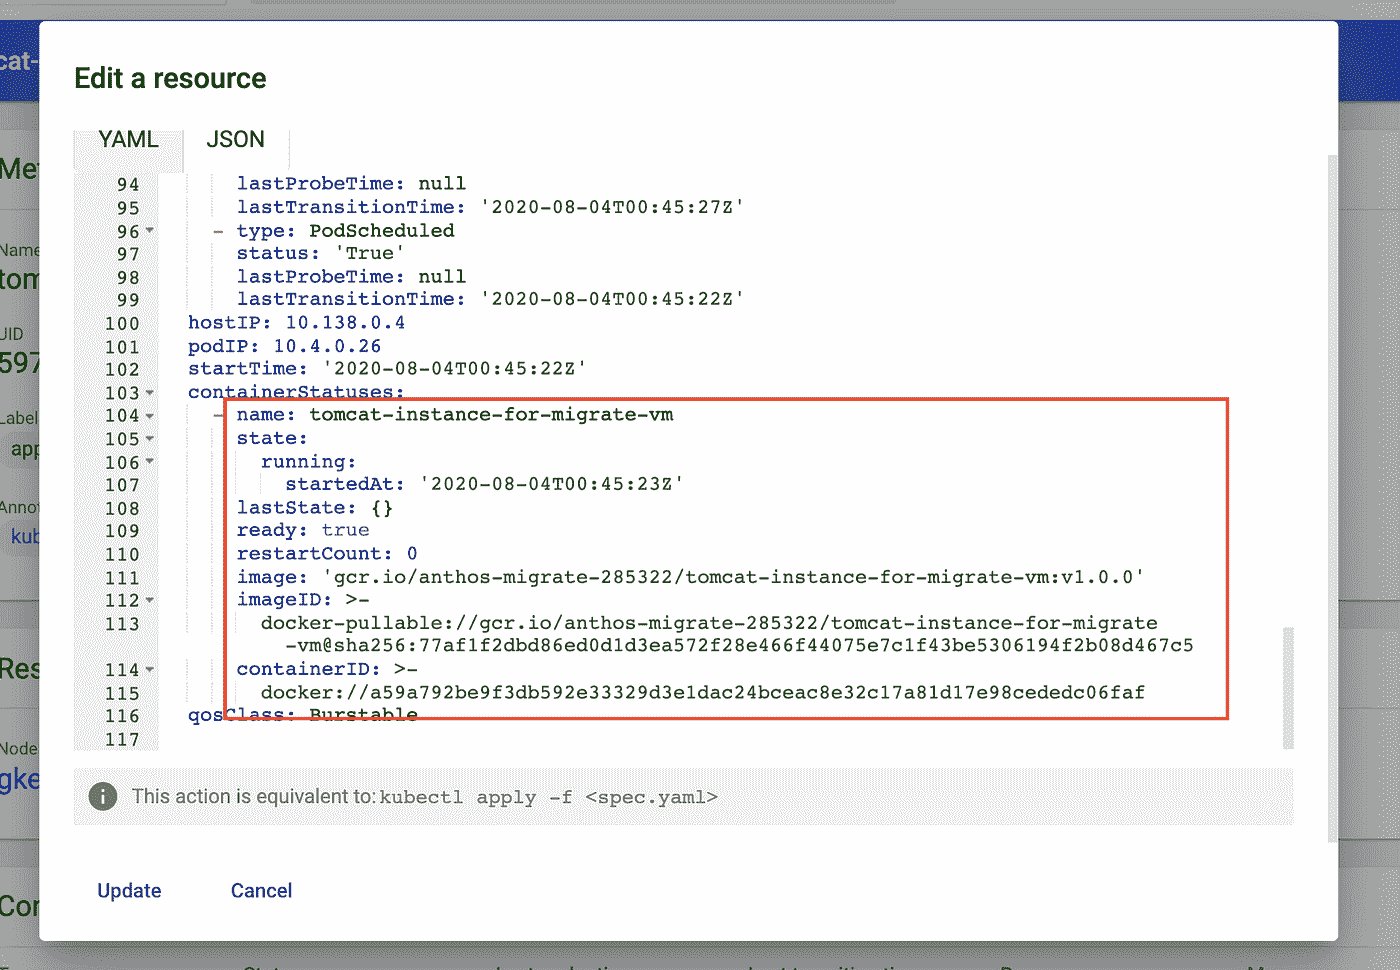 cat-
Edit a resource
YAML JSON
94 lastProbeTime: null
95 lastTransitionTime: '2020-08-04T00:45:27Z'
96 - type: PodScheduled
97 status: 'True'
98 lastProbeTime: null
99 lastTransitionTime: '2020-08-04T00:45:22Z'
100 hostIP: 10.138.0.4
101 podIP: 10.4.0.26
102 startTime: '2020-08-04T00:45:22Z'
103 containerStatuses:
104 - name: tomcat-instance-for-migrate-vm
105 state:
106 running:
107 startedAt: '2020-08-04T00:45:23Z'
108 lastState: {}
109 ready: true
110 restartCount: 0
111 image: 'gcr.io/anthos-migrate-285322/tomcat-instance-for-migrate-vm:v1.0.0'
112 imageID: >-
113 docker-pullable://gcr.io/anthos-migrate-285322/tomcat-instance-for-migrate
-vm@sha256:77af1f2dbd86ed0d1d3ea572f28e466f44075e7c1f43be5306194f2b08d467c5
114 containerID: >-
115 docker://a59a792be9f3db592e33329d3e1dac24bceac8e32c17a81d17e98cededc06faf
116 qosClass: Burstable
117
This action is equivalent to: kubectl apply -f <spec.yaml>
Update Cancel
Met
Name
tom
UID
597
Label
app
Annot
kub
Res
Node
gke
Con